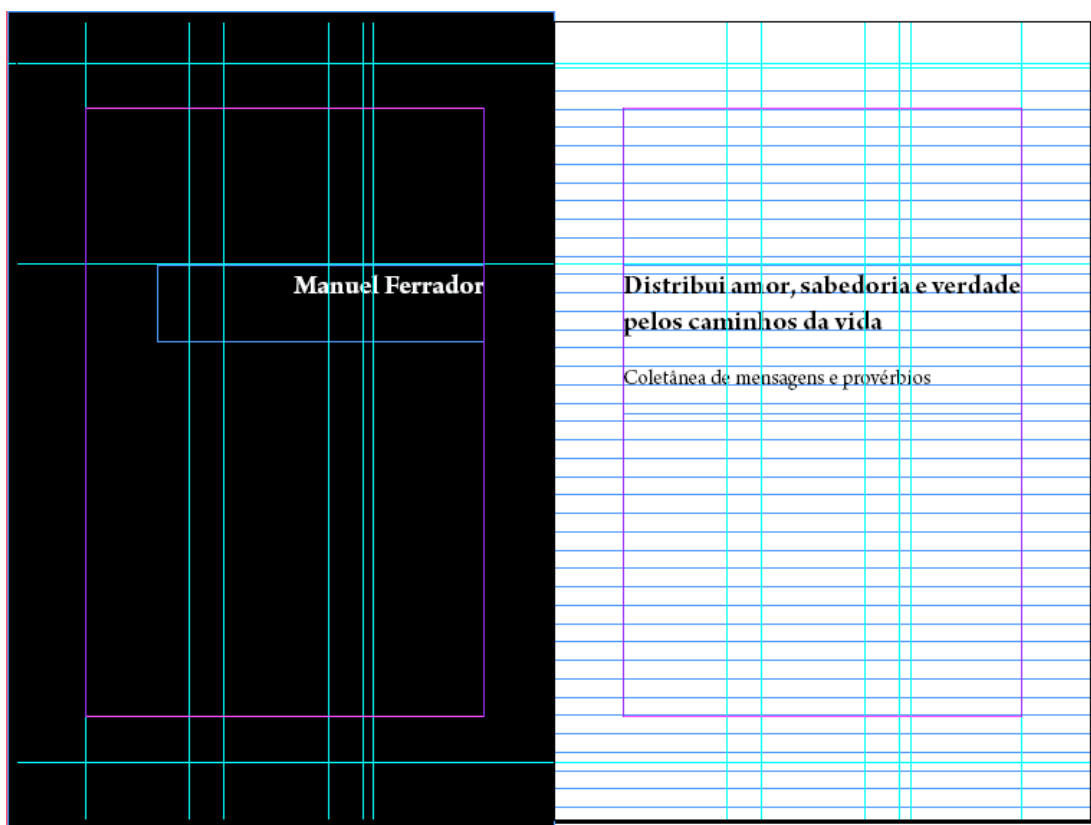 Manuel Ferrador
Distribui amor, sabedoria e verdade
pelos caminhos da vida
Coletânea de mensagens e provérbios